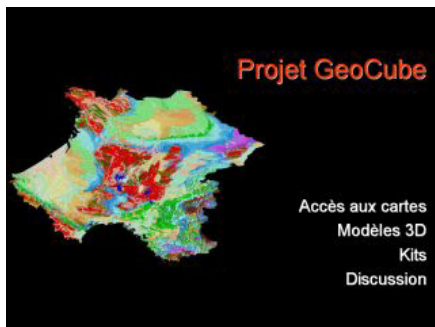 Projet GeoCube
Accès aux cartes
Modèles 3D
Kits
Discussion